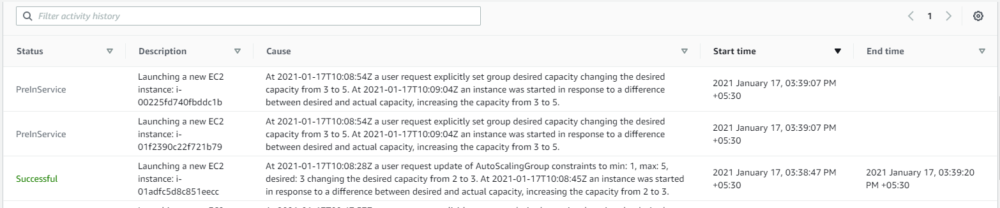 Filter activity history
1
Status Description Cause Start time End time
PreInService
Launching a new EC2
instance: i-
00225fd740fbddc1b
At 2021-01-17T10:08:54Z a user request explicitly set group desired capacity changing the desired
capacity from 3 to 5. At 2021-01-17T10:09:04Z an instance was started in response to a difference
between desired and actual capacity, increasing the capacity from 3 to 5.
2021 January 17, 03:39:07 PM
+05:30
PreInService
Launching a new EC2
instance: i-
01f2390c22f721b79
At 2021-01-17T10:08:54Z a user request explicitly set group desired capacity changing the desired
capacity from 3 to 5. At 2021-01-17T10:09:04Z an instance was started in response to a difference
between desired and actual capacity, increasing the capacity from 3 to 5.
2021 January 17, 03:39:07 PM
+05:30
Successful
Launching a new EC2
instance: i-
01adfc5d8c851eecc
At 2021-01-17T10:08:28Z a user request update of AutoScalingGroup constraints to min: 1, max: 5,
desired: 3 changing the desired capacity from 2 to 3. At 2021-01-17T10:08:45Z an instance was started
in response to a difference between desired and actual capacity, increasing the capacity from 2 to 3.
2021 January 17, 03:38:47 PM
+05:30
2021 January 17, 03:39:20
PM +05:30